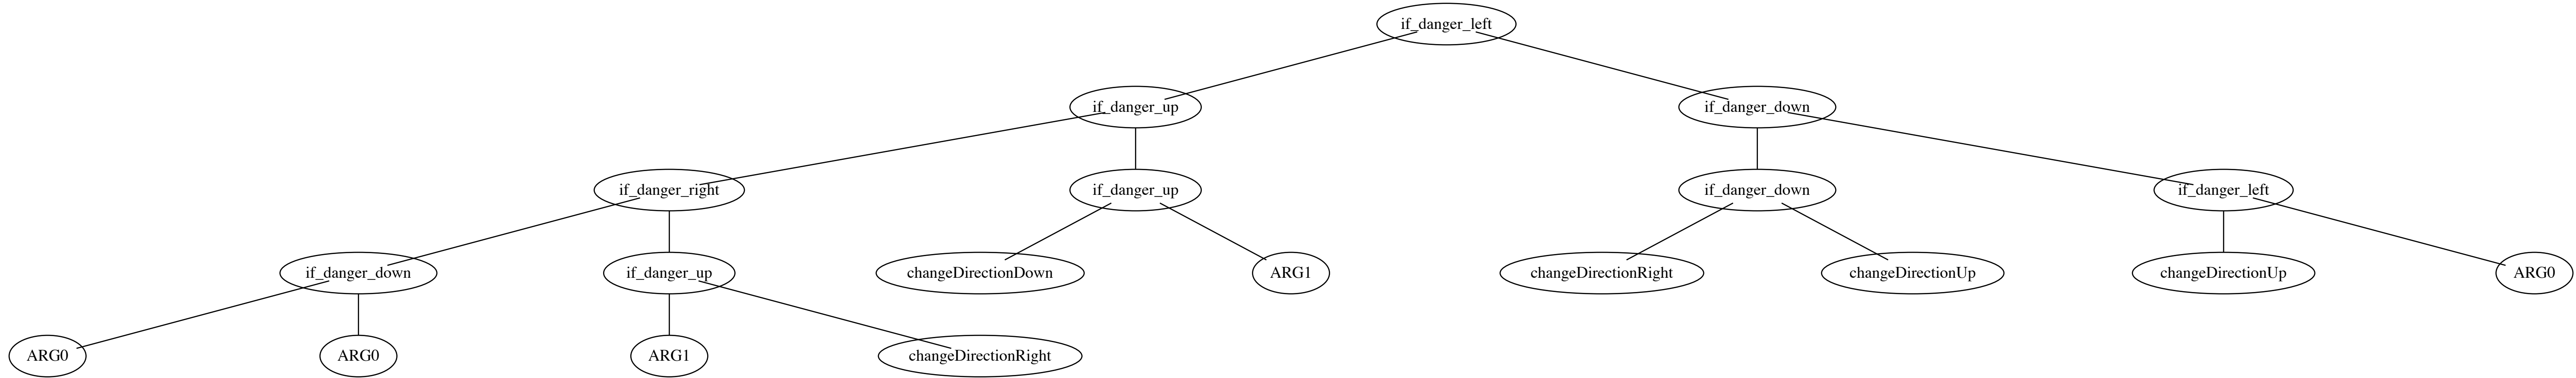 if_danger_left
if_danger_up
if_danger_down
if_danger_right
if_danger_up
if_danger_down
if_danger_left
if_danger_down
if_danger_up
changeDirectionDown
ARG1
changeDirectionRight
changeDirectionUp
changeDirectionUp
ARG0
ARG0
ARG0
ARG1
changeDirectionRight